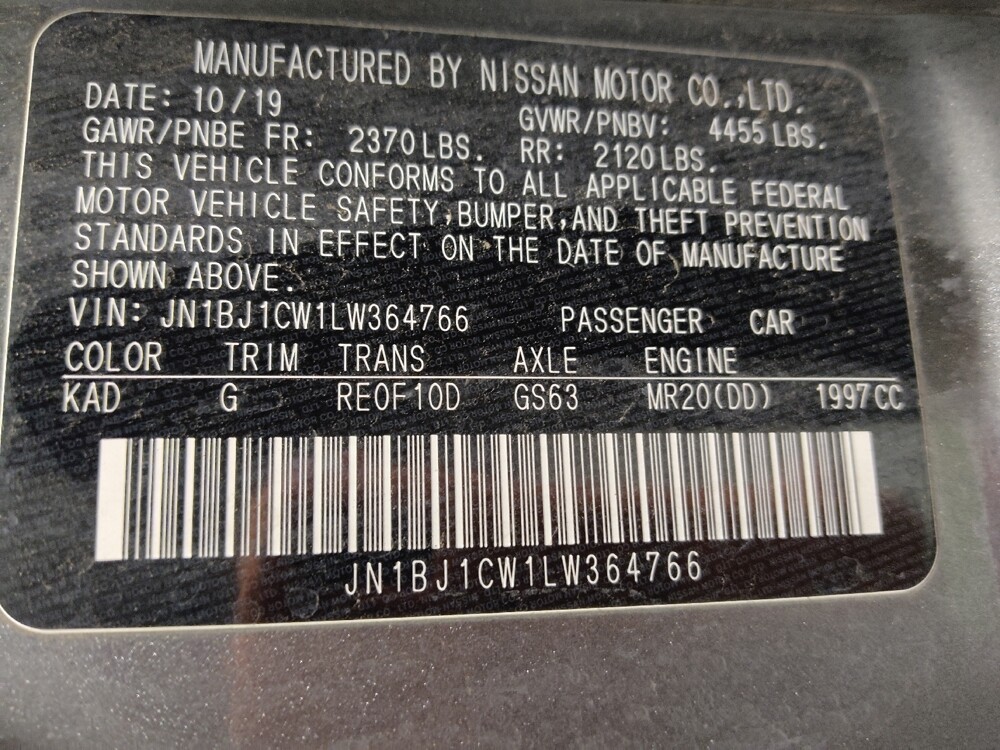 MANUFACTURED BY NISSAN MOTOR CO.,LTD.
DATE: 10/19 GVWR/PNBV: 4455 LBS.
GAWR/PNBE FR: 2370 LBS. RR: 2120 LBS.
THIS VEHICLE CONFORMS TO ALL APPLICABLE FEDERAL
MOTOR VEHICLE SAFETY,BUMPER,AND THEFT PREVENTION
STANDARDS IN EFFECT ON THE DATE OF MANUFACTURE
SHOWN ABOVE.
VIN: JN1BJ1CW1LW364766 PASSENGER CAR
COLOR TRIM TRANS AXLE ENGINE
KAD G RE0F10D GS63 MR20(DD) 1997 CC
JN1BJ1CW1LW364766